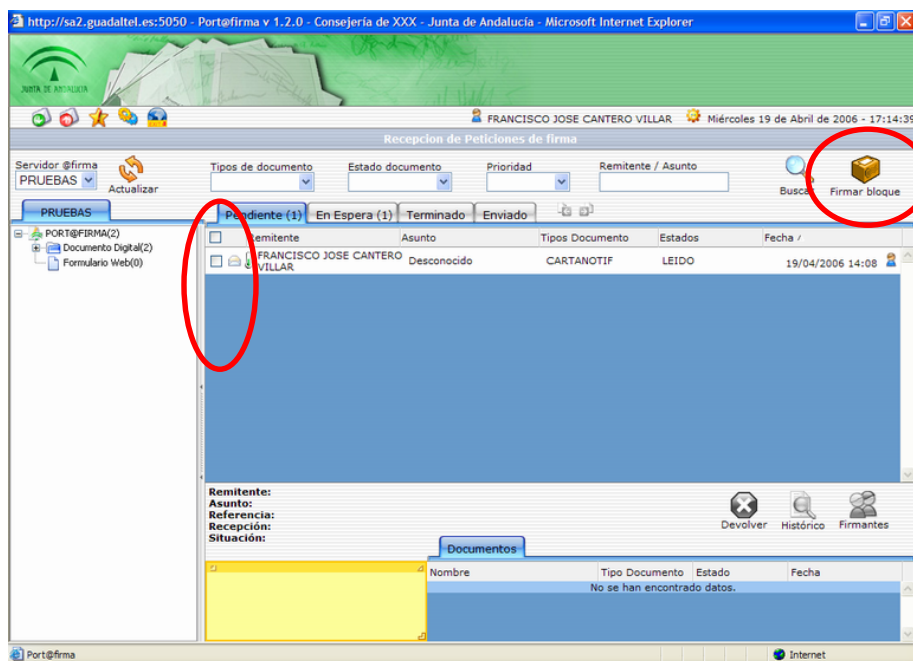 http://sa2.guadaltel.es:5050 - Port@firma v 1.2.0 - Consejería de XXX - Junta de Andalucía - Microsoft Internet Explorer
JUNTA DE ANDALUCIA
FRANCISCO JOSE CANTERO VILLAR Miércoles 19 de Abril de 2006 - 17:14:39
Recepcion de Peticiones de firma
Servidor @firma Tipos de documento Estado documento Prioridad Remitente / Asunto
PRUEBAS Actualizar Buscar Firmar bloque
PRUEBAS Pendiente (1) En Espera (1) Terminado Enviado
PORT@FIRMA(2) Remitente Asunto Tipos Documento Estados Fecha /
Documento Digital(2)
Formulario Web(0)
FRANCISCO JOSE CANTERO VILLAR Desconocido CARTANOTIF LEIDO 19/04/2006 14:08
Remitente:
Asunto:
Referencia:
Recepción:
Situación:
Devolver Histórico Firmantes
Documentos
Nombre Tipo Documento Estado Fecha
No se han encontrado datos.
Port@firma Internet